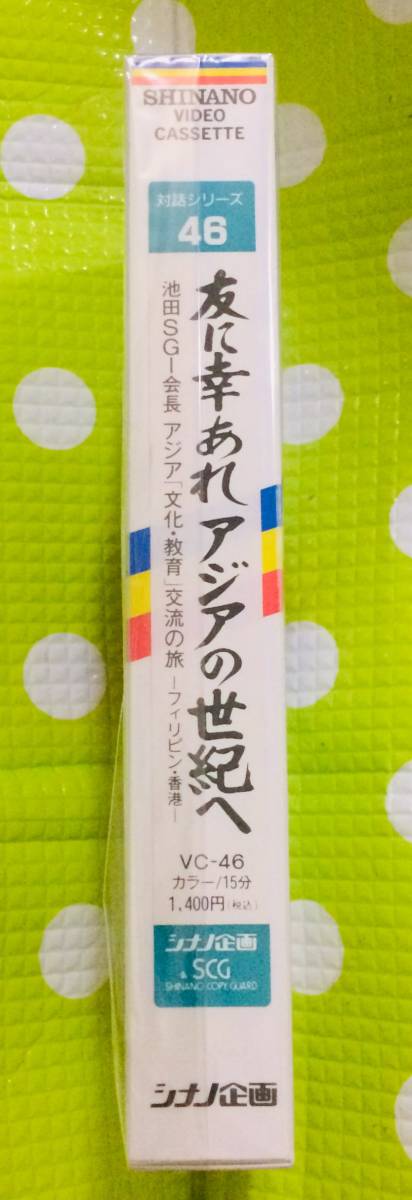 SHINANO
VIDEO
CASSETTE
対話シリーズ
46
友に幸あれ アジアの世紀へ
池田SGI会長 アジア「文化・教育」交流の旅 —フィリピン・香港—
VC-46
カラー/15分
1,400円(税込)
シナノ企画
& SCG
SHINANO COPY GUARD
シナノ企画